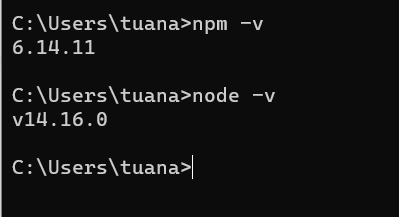 C:\Users\tuana>npm -v
6.14.11
C:\Users\tuana>node -v
v14.16.0
C:\Users\tuana>